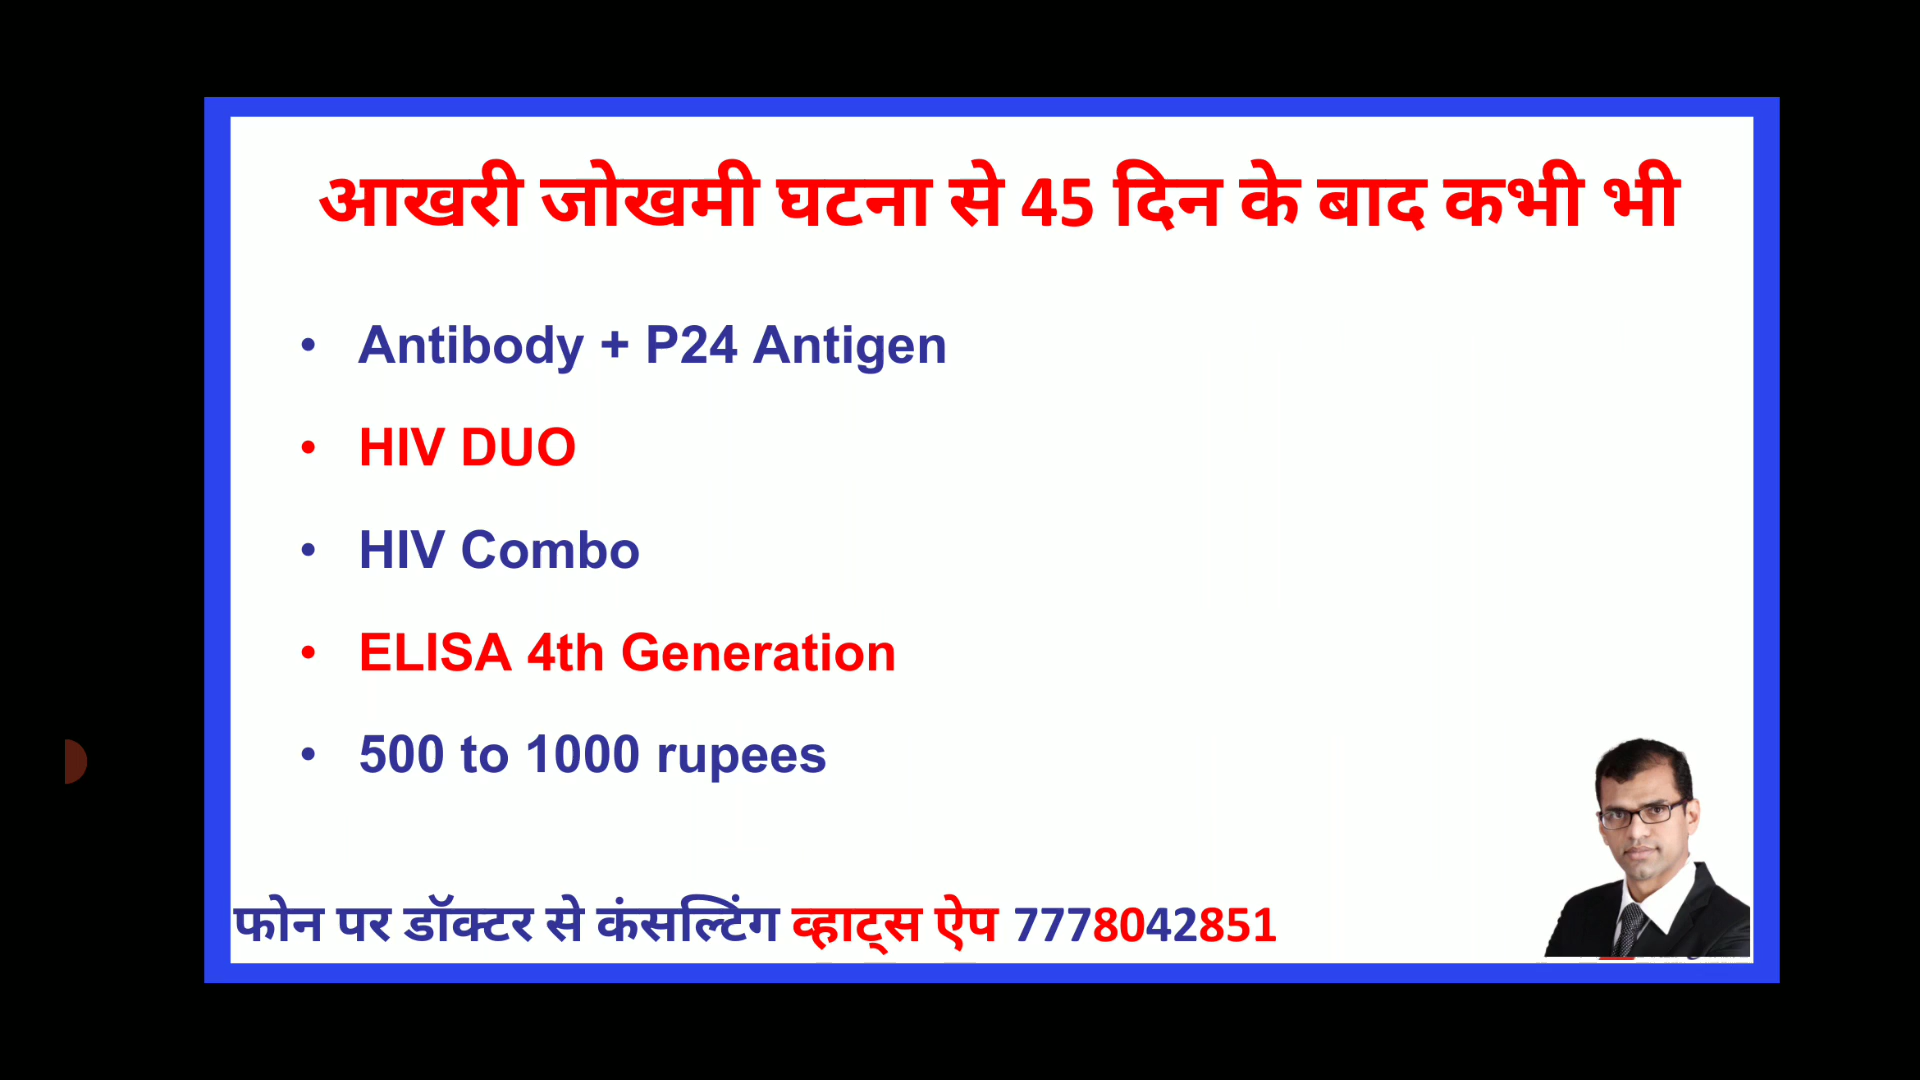 आखरी जोखमी घटना से 45 दिन के बाद कभी भी
• Antibody + P24 Antigen
• HIV DUO
• HIV Combo
• ELISA 4th Generation
• 500 to 1000 rupees
फोन पर डॉक्टर से कंसल्टिंग व्हाट्स ऐप 7778042851